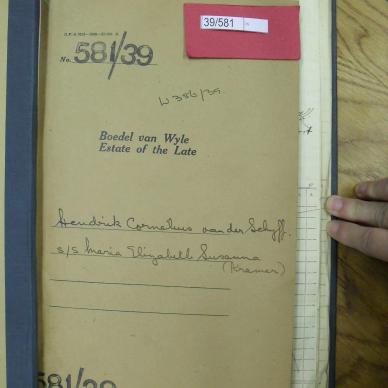 39/581
No. 581/39
W 386/39.
Boedel van Wyle
Estate of the Late
Hendrik Cornelius van der Schyff.
s/s Maria Elizabeth Susanna
(Kramer)
581/39